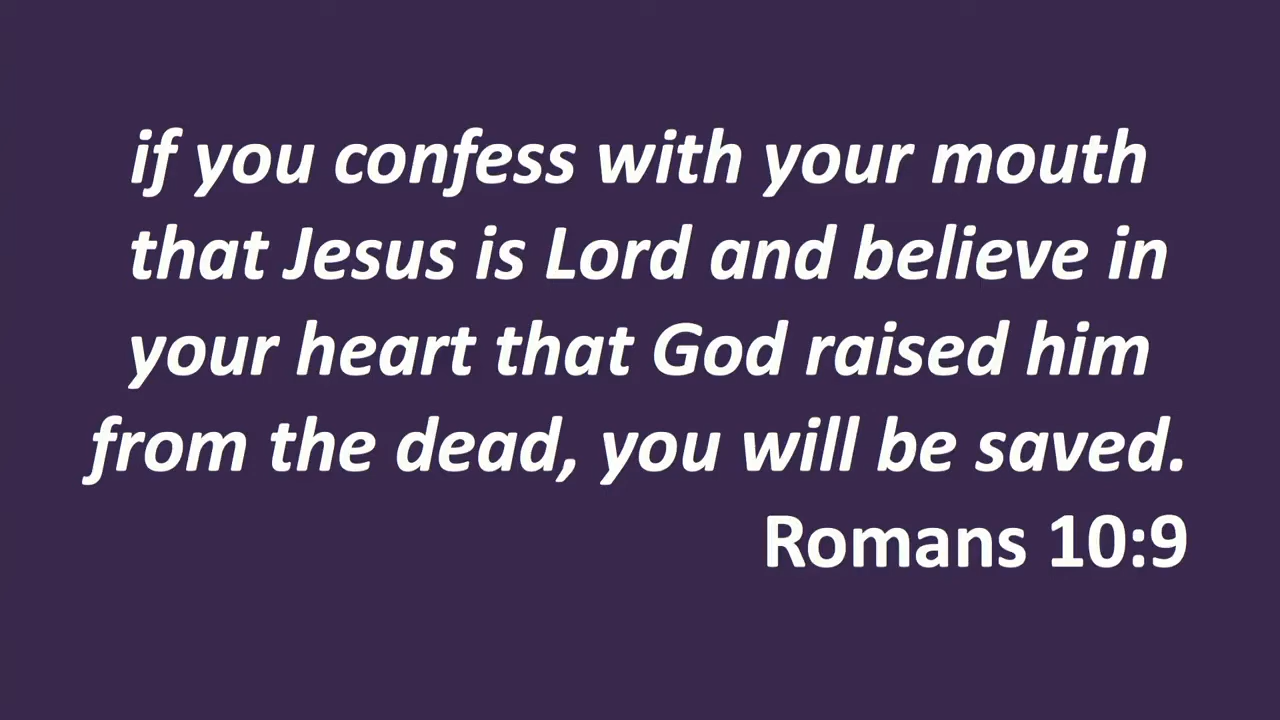 if you confess with your mouth
that Jesus is Lord and believe in
your heart that God raised him
from the dead, you will be saved.
Romans 10:9